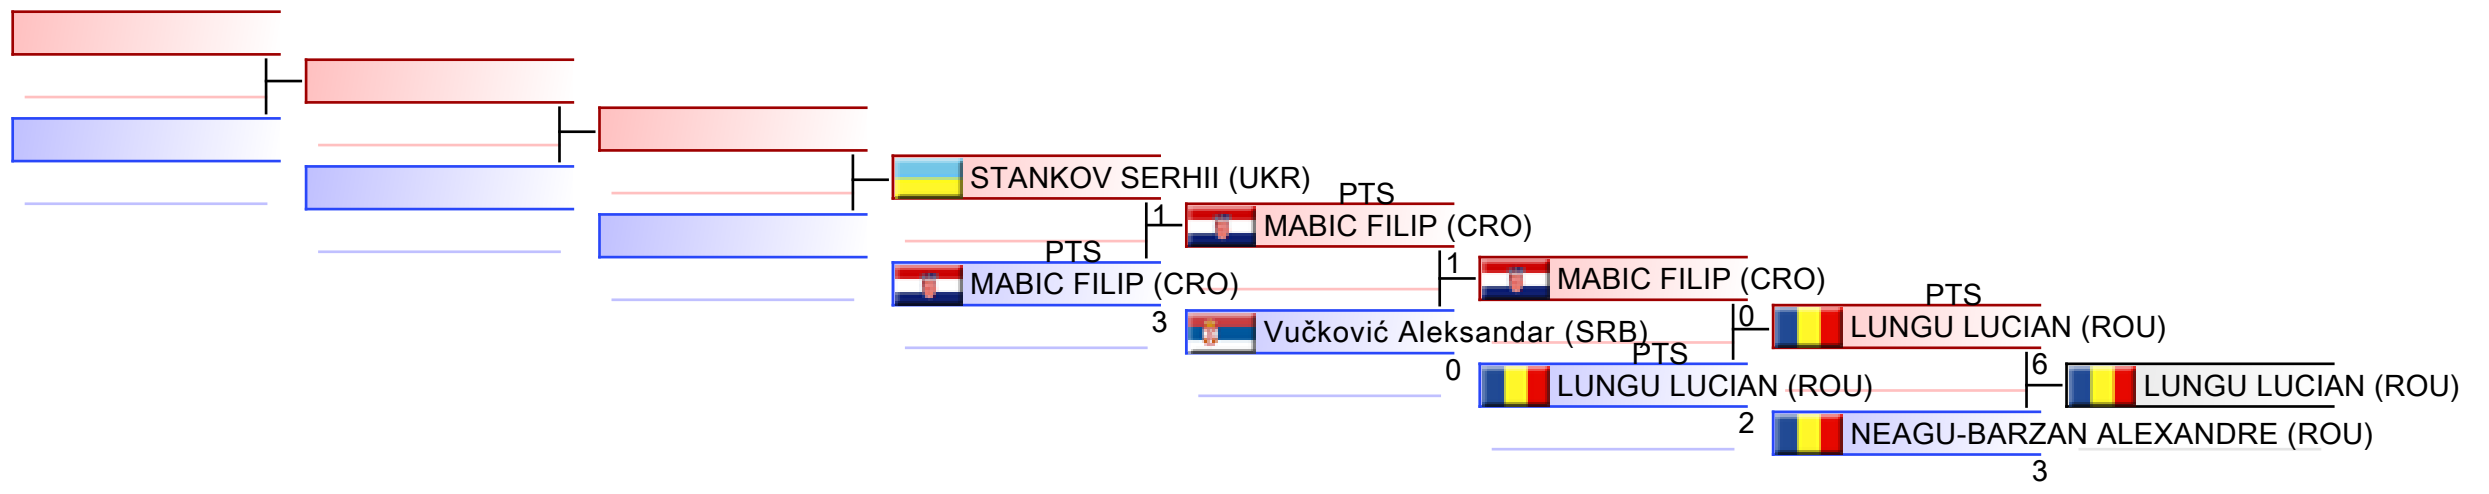 STANKOV SERHII (UKR)
1
PTS
MABIC FILIP (CRO)
3
PTS
MABIC FILIP (CRO)
1
Vučković Aleksandar (SRB)
0
MABIC FILIP (CRO)
0
PTS
LUNGU LUCIAN (ROU)
2
PTS
LUNGU LUCIAN (ROU)
6
NEAGU-BARZAN ALEXANDRE (ROU)
3
LUNGU LUCIAN (ROU)